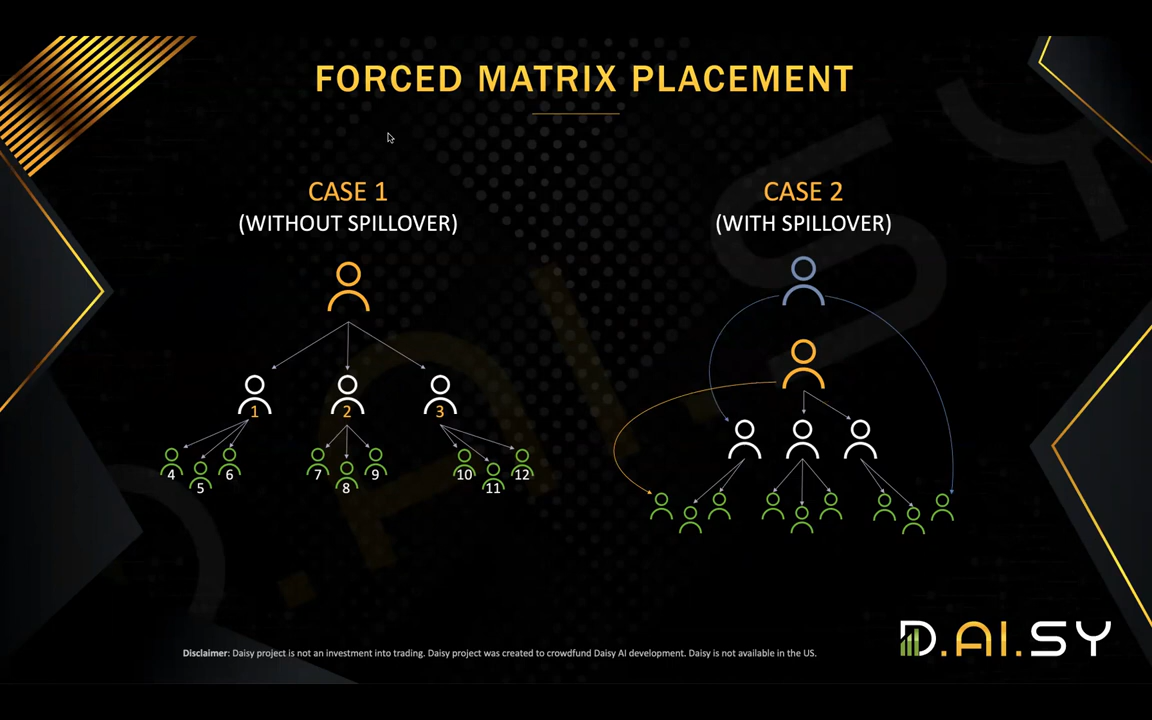 FORCED MATRIX PLACEMENT
CASE 1
(WITHOUT SPILLOVER)
CASE 2
(WITH SPILLOVER)
1
2
3
4
5
6
7
8
9
10
11
12
D.AI.SY
Disclaimer: Daisy project is not an investment into trading. Daisy project was created to crowdfund Daisy AI development. Daisy is not available in the US.
D.AI.SY